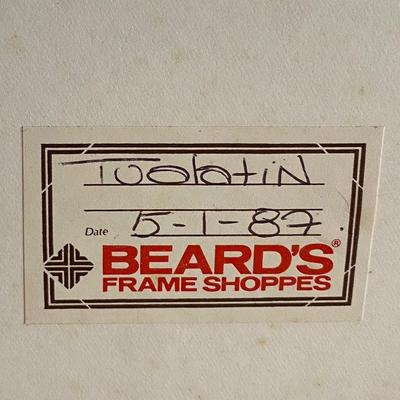 Tualatin
Date 5-1-87.
BEARD'S®
FRAME SHOPPES